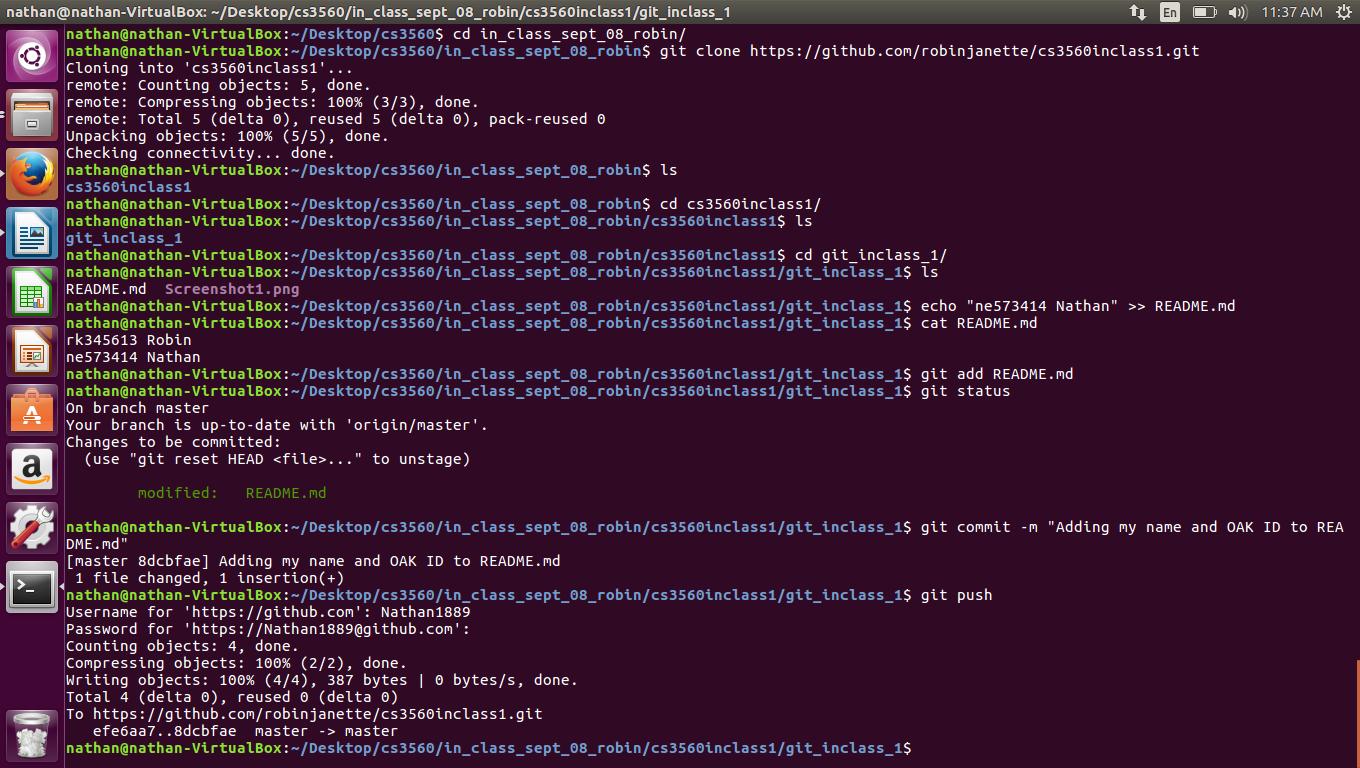 nathan@nathan-VirtualBox: ~/Desktop/cs3560/in_class_sept_08_robin/cs3560inclass1/git_inclass_1 En 11:37 AM
nathan@nathan-VirtualBox:~/Desktop/cs3560$ cd in_class_sept_08_robin/
nathan@nathan-VirtualBox:~/Desktop/cs3560/in_class_sept_08_robin$ git clone https://github.com/robinjanette/cs3560inclass1.git
Cloning into 'cs3560inclass1'...
remote: Counting objects: 5, done.
remote: Compressing objects: 100% (3/3), done.
remote: Total 5 (delta 0), reused 5 (delta 0), pack-reused 0
Unpacking objects: 100% (5/5), done.
Checking connectivity... done.
nathan@nathan-VirtualBox:~/Desktop/cs3560/in_class_sept_08_robin$ ls
cs3560inclass1
nathan@nathan-VirtualBox:~/Desktop/cs3560/in_class_sept_08_robin$ cd cs3560inclass1/
nathan@nathan-VirtualBox:~/Desktop/cs3560/in_class_sept_08_robin/cs3560inclass1$ ls
git_inclass_1
nathan@nathan-VirtualBox:~/Desktop/cs3560/in_class_sept_08_robin/cs3560inclass1$ cd git_inclass_1/
nathan@nathan-VirtualBox:~/Desktop/cs3560/in_class_sept_08_robin/cs3560inclass1/git_inclass_1$ ls
README.md  Screenshot1.png
nathan@nathan-VirtualBox:~/Desktop/cs3560/in_class_sept_08_robin/cs3560inclass1/git_inclass_1$ echo "ne573414 Nathan" >> README.md
nathan@nathan-VirtualBox:~/Desktop/cs3560/in_class_sept_08_robin/cs3560inclass1/git_inclass_1$ cat README.md
rk345613 Robin
ne573414 Nathan
nathan@nathan-VirtualBox:~/Desktop/cs3560/in_class_sept_08_robin/cs3560inclass1/git_inclass_1$ git add README.md
nathan@nathan-VirtualBox:~/Desktop/cs3560/in_class_sept_08_robin/cs3560inclass1/git_inclass_1$ git status
On branch master
Your branch is up-to-date with 'origin/master'.
Changes to be committed:
  (use "git reset HEAD <file>..." to unstage)
        modified:   README.md
nathan@nathan-VirtualBox:~/Desktop/cs3560/in_class_sept_08_robin/cs3560inclass1/git_inclass_1$ git commit -m "Adding my name and OAK ID to REA
DME.md"
[master 8dcbfae] Adding my name and OAK ID to README.md
 1 file changed, 1 insertion(+)
nathan@nathan-VirtualBox:~/Desktop/cs3560/in_class_sept_08_robin/cs3560inclass1/git_inclass_1$ git push
Username for 'https://github.com': Nathan1889
Password for 'https://Nathan1889@github.com':
Counting objects: 4, done.
Compressing objects: 100% (2/2), done.
Writing objects: 100% (4/4), 387 bytes | 0 bytes/s, done.
Total 4 (delta 0), reused 0 (delta 0)
To https://github.com/robinjanette/cs3560inclass1.git
   efe6aa7..8dcbfae  master -> master
nathan@nathan-VirtualBox:~/Desktop/cs3560/in_class_sept_08_robin/cs3560inclass1/git_inclass_1$